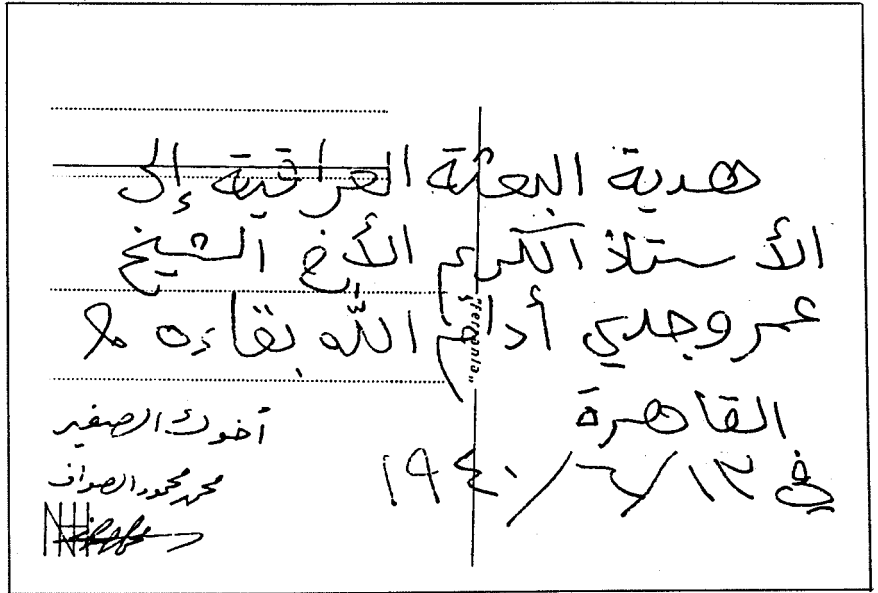 هدية البعثة العراقية إلى
الأستاذ الكريم الأخ الشيخ
عمر وجدي أدام الله بقاءه
القاهرة
في ١٣/٦/١٩٤٠
أخوك الصغير
محمد محمود الصواف